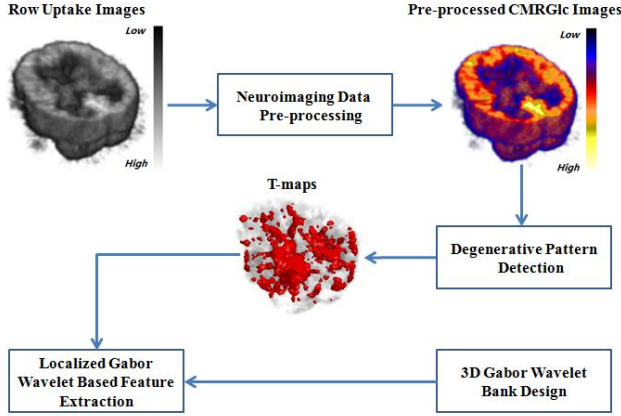 Row Uptake Images
Pre-processed CMRGlc Images
Low
High
Neuroimaging Data
Pre-processing
Low
High
T-maps
Degenerative Pattern
Detection
Localized Gabor
Wavelet Based Feature
Extraction
3D Gabor Wavelet
Bank Design